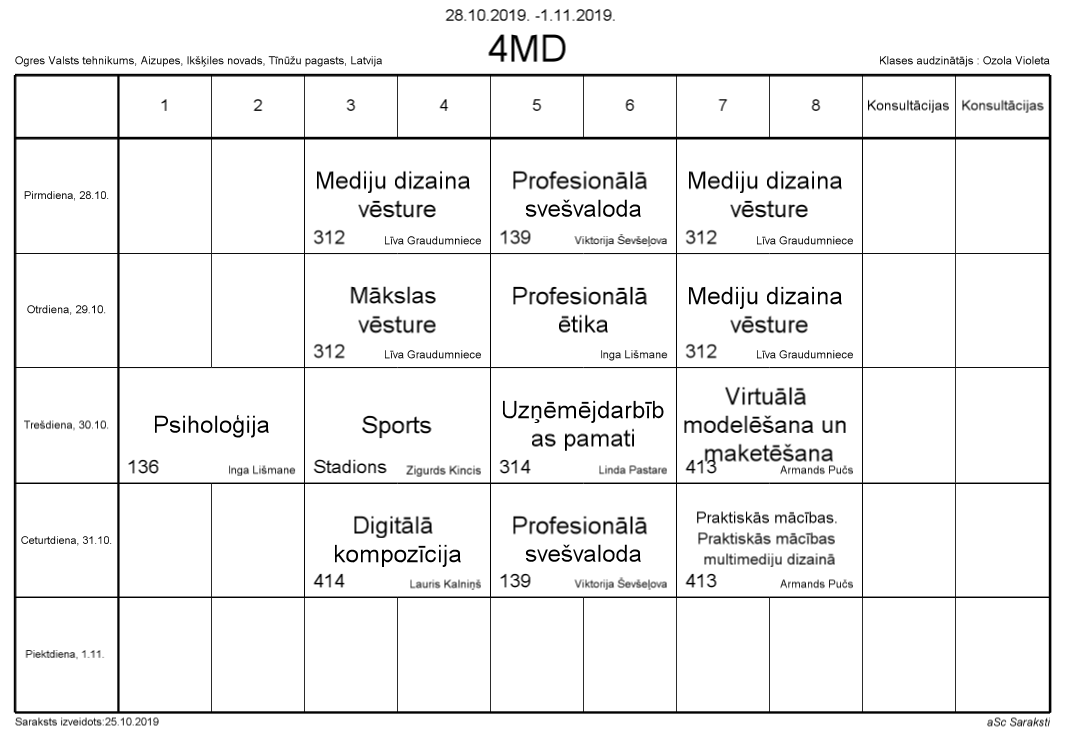 28.10.2019. -1.11.2019.
4MD
Ogres Valsts tehnikums, Aizupes, Ikšķiles novads, Tīnūžu pagasts, Latvija
Klases audzinātājs : Ozola Violeta
1 2 3 4 5 6 7 8 Konsultācijas Konsultācijas
Pirmdiena, 28.10.
Mediju dizaina
vēsture
312 Līva Graudumniece
Profesionālā
svešvaloda
139 Viktorija Ševšeļova
Mediju dizaina
vēsture
312 Līva Graudumniece
Otrdiena, 29.10.
Mākslas
vēsture
312 Līva Graudumniece
Profesionālā
ētika
Inga Lišmane
Mediju dizaina
vēsture
312 Līva Graudumniece
Trešdiena, 30.10.
Psiholoģija
136 Inga Lišmane
Sports
Stadions Zigurds Kincis
Uzņēmējdarbīb
as pamati
314 Linda Pastare
Virtuālā
modelēšana un
maketēšana
413 Armands Pučs
Ceturtdiena, 31.10.
Digitālā
kompozīcija
414 Lauris Kalniņš
Profesionālā
svešvaloda
139 Viktorija Ševšeļova
Praktiskās mācības.
Praktiskās mācības
multimediju dizainā
413 Armands Pučs
Piektdiena, 1.11.
Saraksts izveidots:25.10.2019
aSc Saraksti